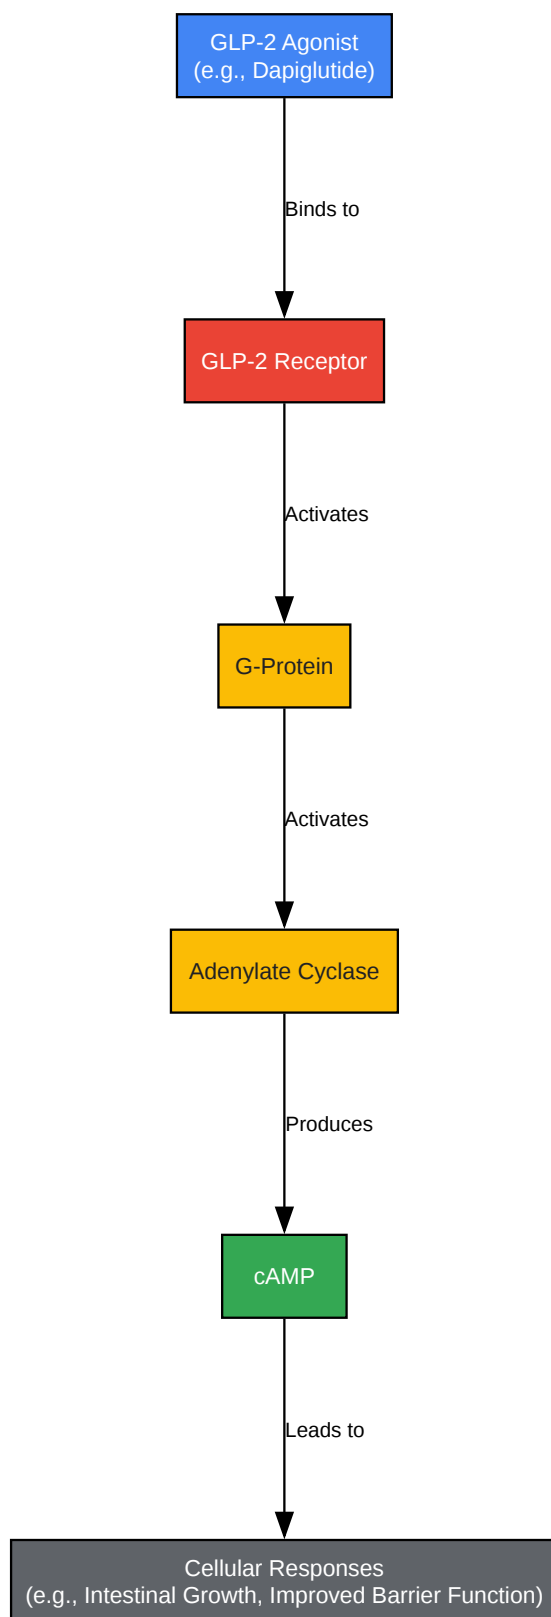 GLP-2 Agonist
(e.g., Dapiglutide)
Binds to
GLP-2 Receptor
Activates
G-Protein
Activates
Adenylate Cyclase
Produces
cAMP
Leads to
Cellular Responses
(e.g., Intestinal Growth, Improved Barrier Function)